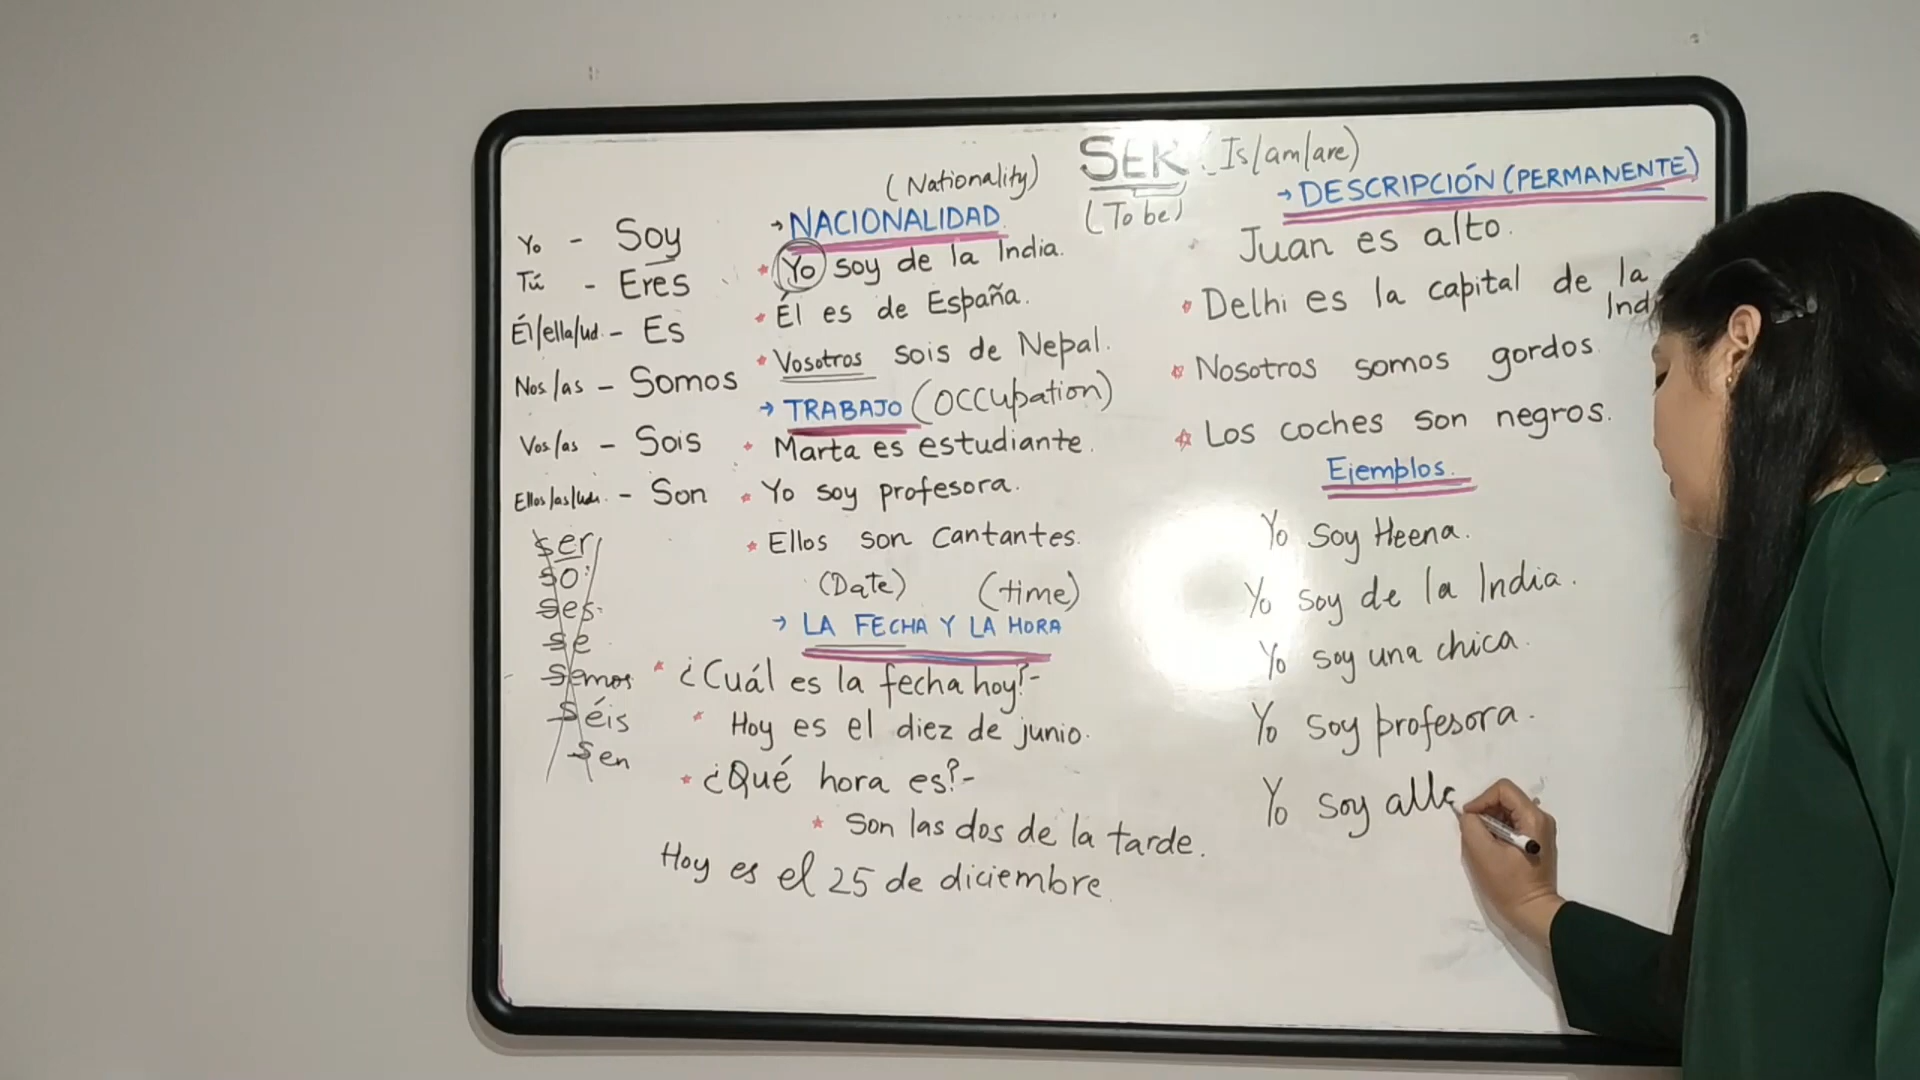 SER : Is/am/are)
(To be)
Yo - Soy
Tú - Eres
Él/ella/ud. - Es
Nos/as - Somos
Vos/as - Sois
Ellos/as/uds. - Son
ser
so
ses
se
semos
séis
sen
(Nationality)
→ NACIONALIDAD
* Yo soy de la India.
* Él es de España.
* Vosotros sois de Nepal.
→ TRABAJO (Occupation)
* Marta es estudiante.
* Yo soy profesora.
* Ellos son cantantes.
(Date) (time)
→ LA FECHA Y LA HORA
* ¿Cuál es la fecha hoy?-
* Hoy es el diez de junio.
* ¿Qué hora es?-
* Son las dos de la tarde.
Hoy es el 25 de diciembre.
→ DESCRIPCIÓN (PERMANENTE)
Juan es alto.
* Delhi es la capital de la
Ind
* Nosotros somos gordos.
* Los coches son negros.
Ejemplos.
Yo soy Heena.
Yo soy de la India.
Yo soy una chica.
Yo soy profesora.
Yo soy